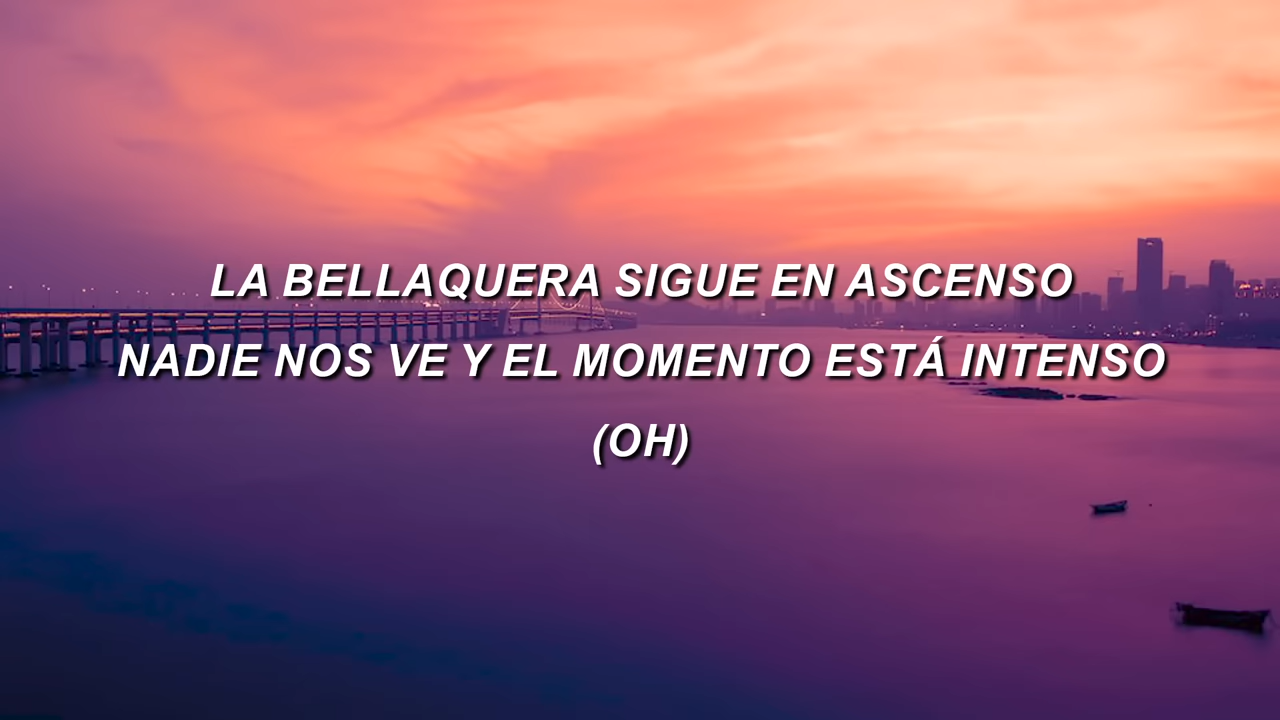 LA BELLAQUERA SIGUE EN ASCENSO
NADIE NOS VE Y EL MOMENTO ESTÁ INTENSO
(OH)